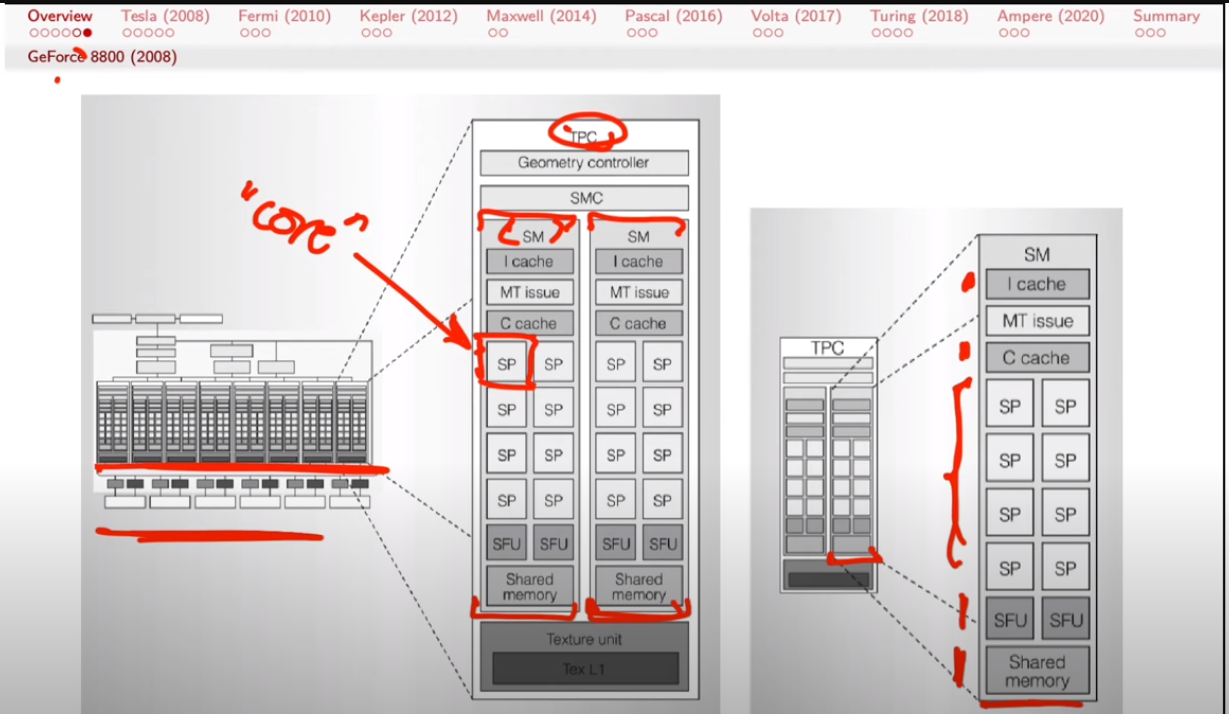 Overview Tesla (2008) Fermi (2010) Kepler (2012) Maxwell (2014) Pascal (2016) Volta (2017) Turing (2018) Ampere (2020) Summary
GeForce 8800 (2008)
TPC
Geometry controller
SMC
"core"
SM SM
I cache I cache
MT issue MT issue
C cache C cache
SP SP SP SP
SP SP SP SP
SP SP SP SP
SP SP SP SP
SFU SFU SFU SFU
Shared memory Shared memory
Texture unit
Tex L1
TPC
SM
I cache
MT issue
C cache
SP SP
SP SP
SP SP
SP SP
SFU SFU
Shared
memory